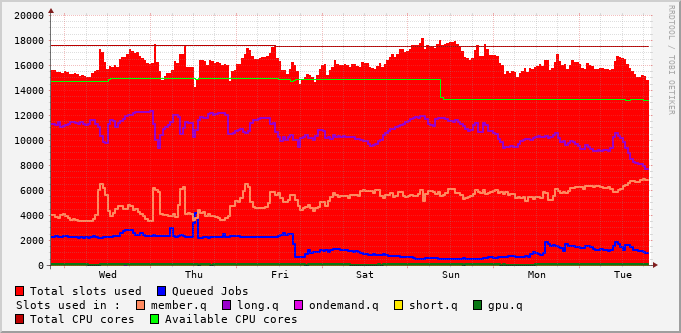 20000
18000
16000
14000
12000
10000
8000
6000
4000
2000
0
Wed Thu Fri Sat Sun Mon Tue
RRDTOOL / TOBI OETIKER
Total slots used Queued Jobs
Slots used in : member.q long.q ondemand.q short.q gpu.q
Total CPU cores Available CPU cores